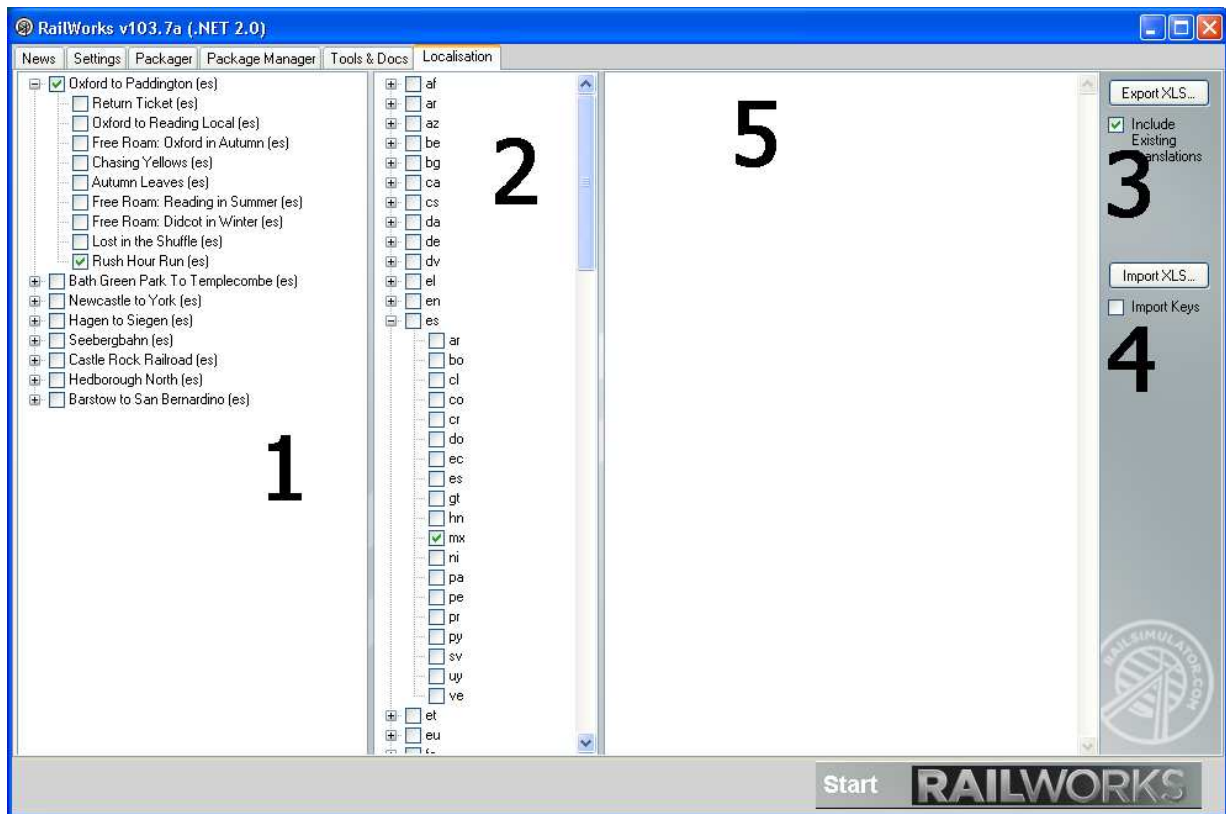 RailWorks v103.7a (.NET 2.0)
News Settings Packager Package Manager Tools & Docs Localisation
Oxford to Paddington (es)
Return Ticket (es)
Oxford to Reading Local (es)
Free Roam: Oxford in Autumn (es)
Chasing Yellows (es)
Autumn Leaves (es)
Free Roam: Reading in Summer (es)
Free Roam: Didcot in Winter (es)
Lost in the Shuffle (es)
Rush Hour Run (es)
Bath Green Park To Templecombe (es)
Newcastle to York (es)
Hagen to Siegen (es)
Seebergbahn (es)
Castle Rock Railroad (es)
Hedborough North (es)
Barstow to San Bernardino (es)
1
af
ar
az
be
bg
ca
cs
da
de
dv
el
en
es
ar
bo
cl
co
cr
do
ec
es
gt
hn
mx
ni
pa
pe
pr
py
sv
uy
ve
et
eu
2
5
Export XLS...
Include
Existing
Translations
3
Import XLS...
Import Keys
4
RAILSIMULATOR.COM
Start RAILWORKS